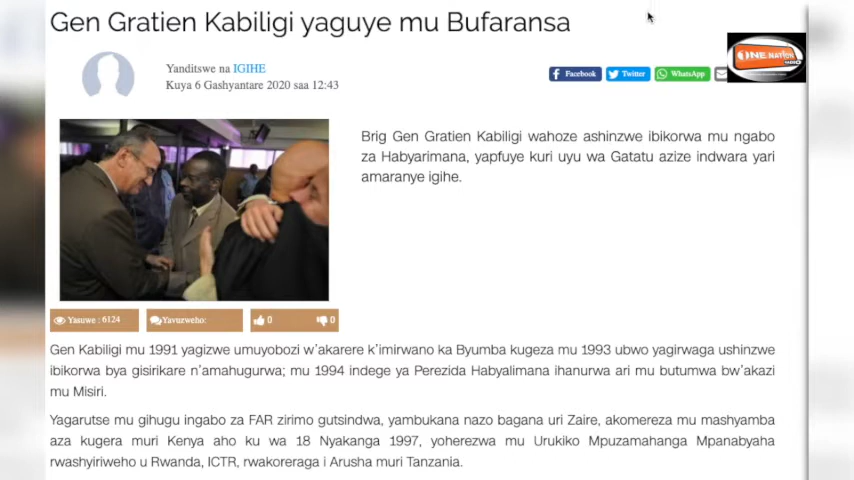 Gen Gratien Kabiligi yaguye mu Bufaransa
Yanditswe na IGIHE
Kuya 6 Gashyantare 2020 saa 12:43
Facebook
Twitter
WhatsApp
ONE NATION
RADIO
Brig Gen Gratien Kabiligi wahoze ashinzwe ibikorwa mu ngabo
za Habyarimana, yapfuye kuri uyu wa Gatatu azize indwara yari
amaranye igihe.
Yasuwe : 6124
Yavuzweho:
0
0
Gen Kabiligi mu 1991 yagizwe umuyobozi w'akarere k'imirwano ka Byumba kugeza mu 1993 ubwo yagirwaga ushinzwe
ibikorwa bya gisirikare n'amahugurwa; mu 1994 indege ya Perezida Habyalimana ihanurwa ari mu butumwa bw'akazi
mu Misiri.
Yagarutse mu gihugu ingabo za FAR zirimo gutsindwa, yambukana nazo bagana uri Zaire, akomereza mu mashyamba
aza kugera muri Kenya aho ku wa 18 Nyakanga 1997, yoherezwa mu Urukiko Mpuzamahanga Mpanabyaha
rwashyiriweho u Rwanda, ICTR, rwakoreraga i Arusha muri Tanzania.